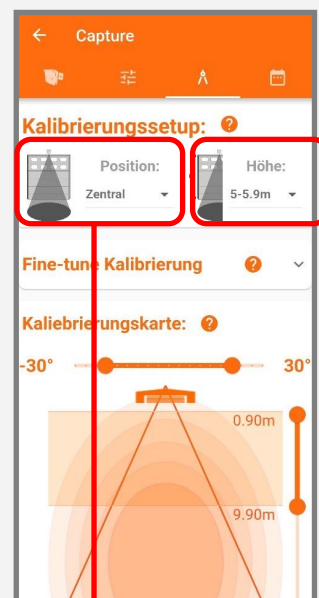 Capture
Kalibrierungssetup: ?
Position:
Zentral
Höhe:
5-5.9m
Fine-tune Kalibrierung ?
Kaliebrierungskarte: ?
-30° 30°
0.90m
9.90m